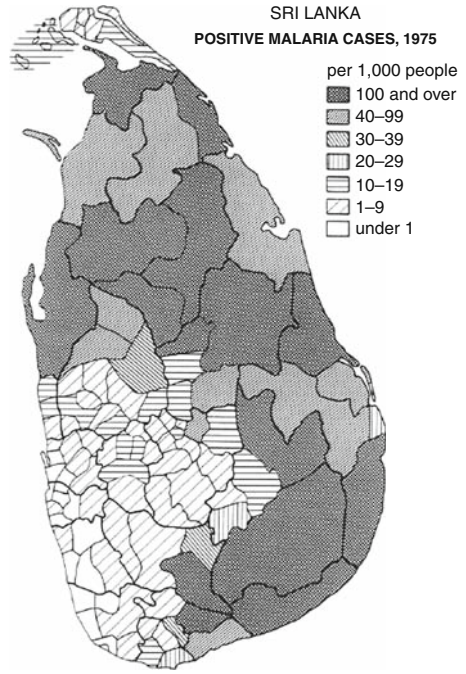 SRI LANKA
POSITIVE MALARIA CASES, 1975
per 1,000 people
100 and over
40–99
30–39
20–29
10–19
1–9
under 1